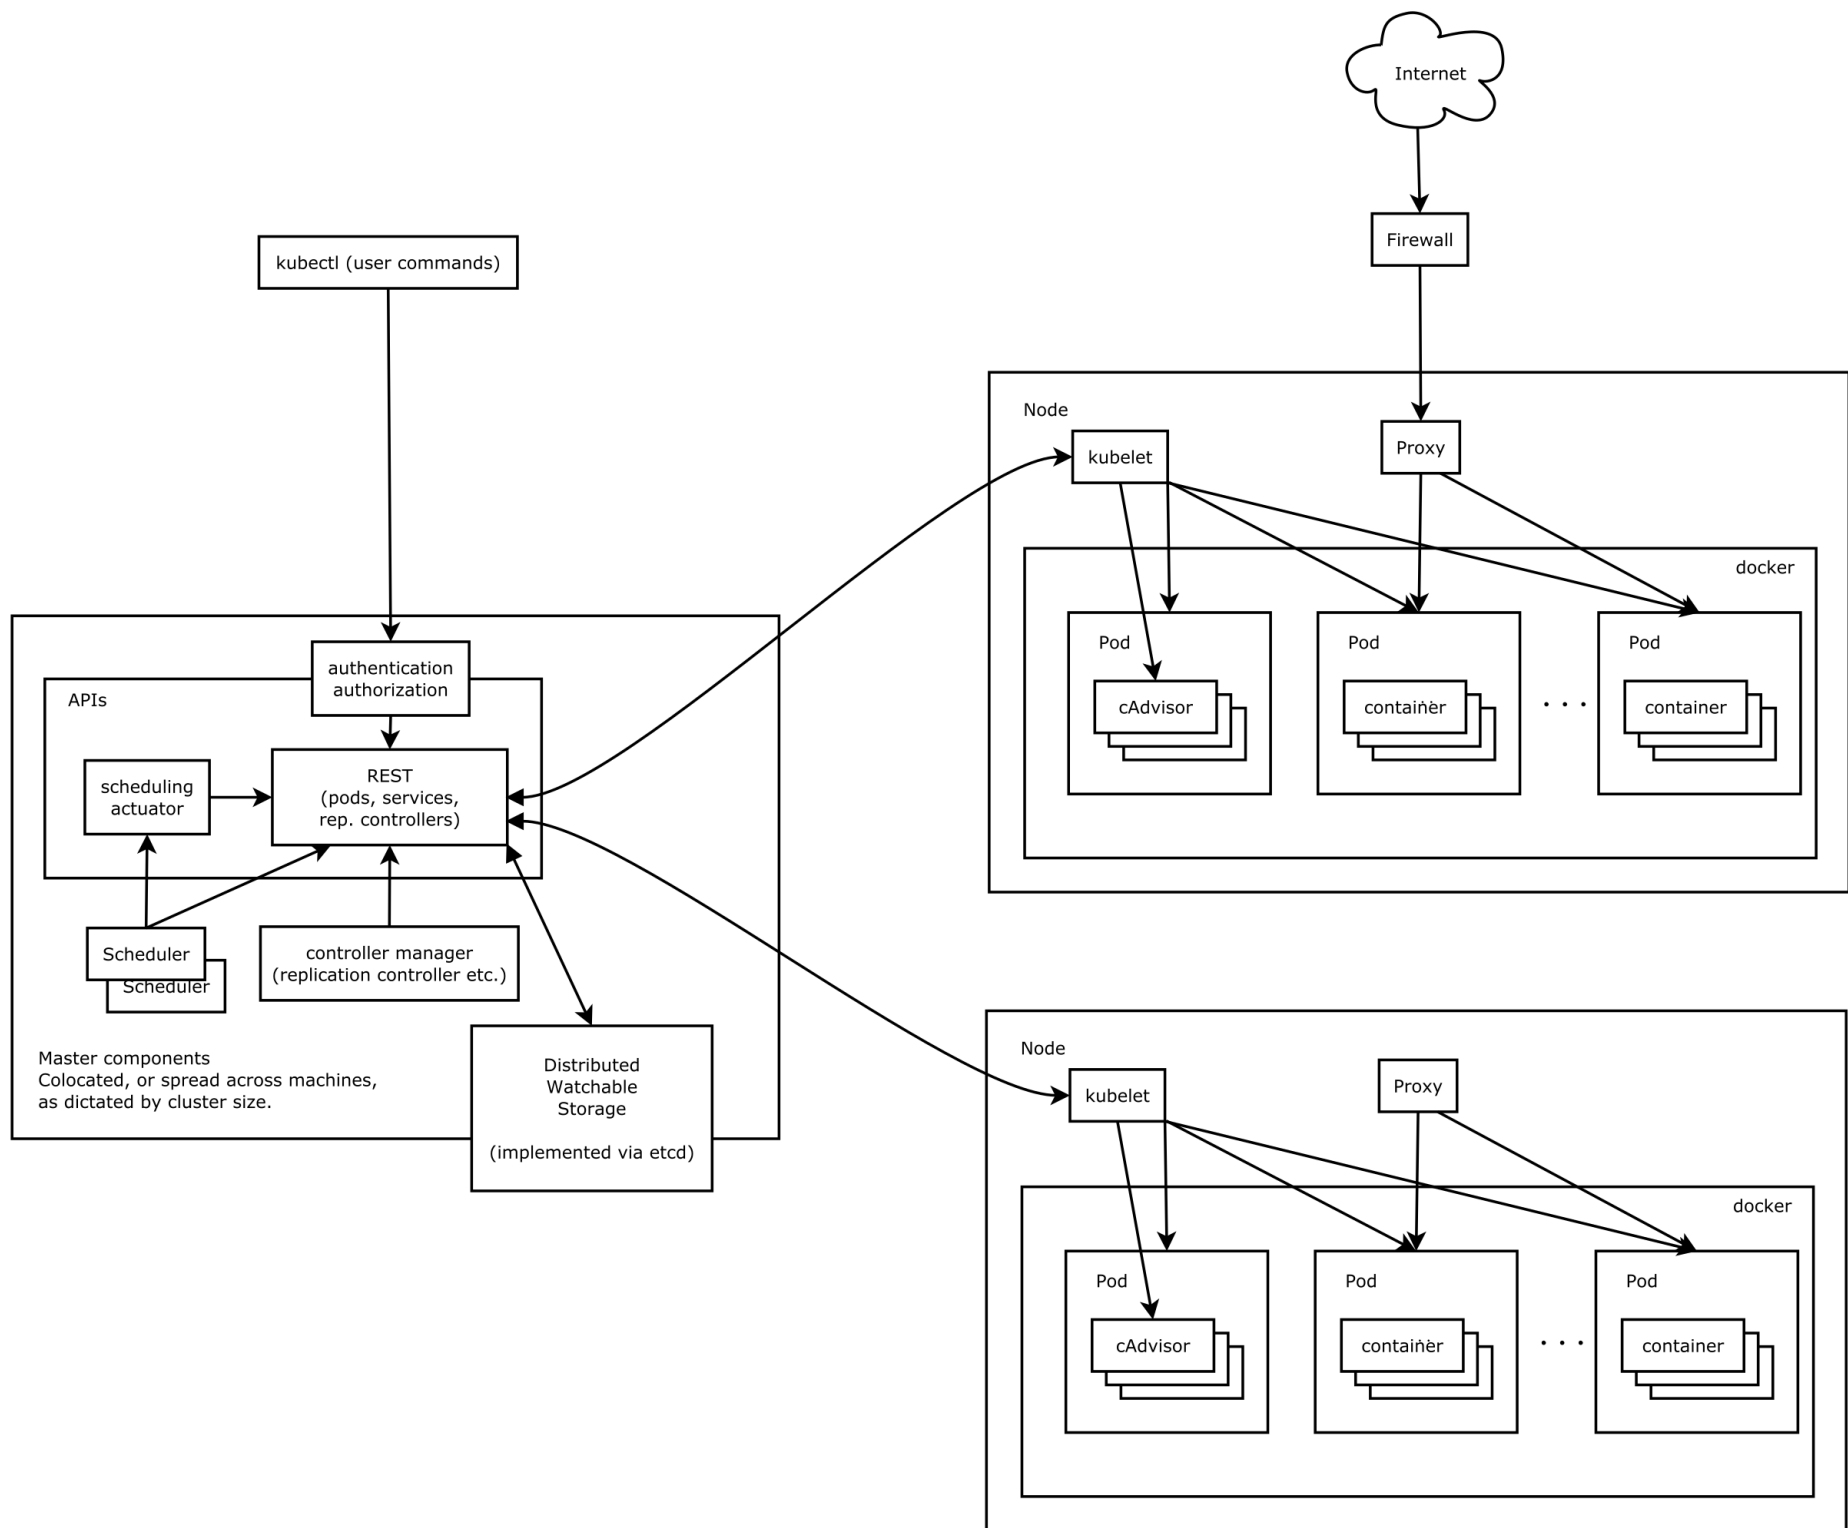 Internet
Firewall
kubectl (user commands)
authentication
authorization
APIs
scheduling
actuator
REST
(pods, services,
rep. controllers)
Scheduler
Scheduler
controller manager
(replication controller etc.)
Master components
Colocated, or spread across machines,
as dictated by cluster size.
Distributed
Watchable
Storage
(implemented via etcd)
Node
kubelet
Proxy
docker
Pod
cAdvisor
Pod
container
. . .
Pod
container
Node
kubelet
Proxy
docker
Pod
cAdvisor
Pod
container
. . .
Pod
container